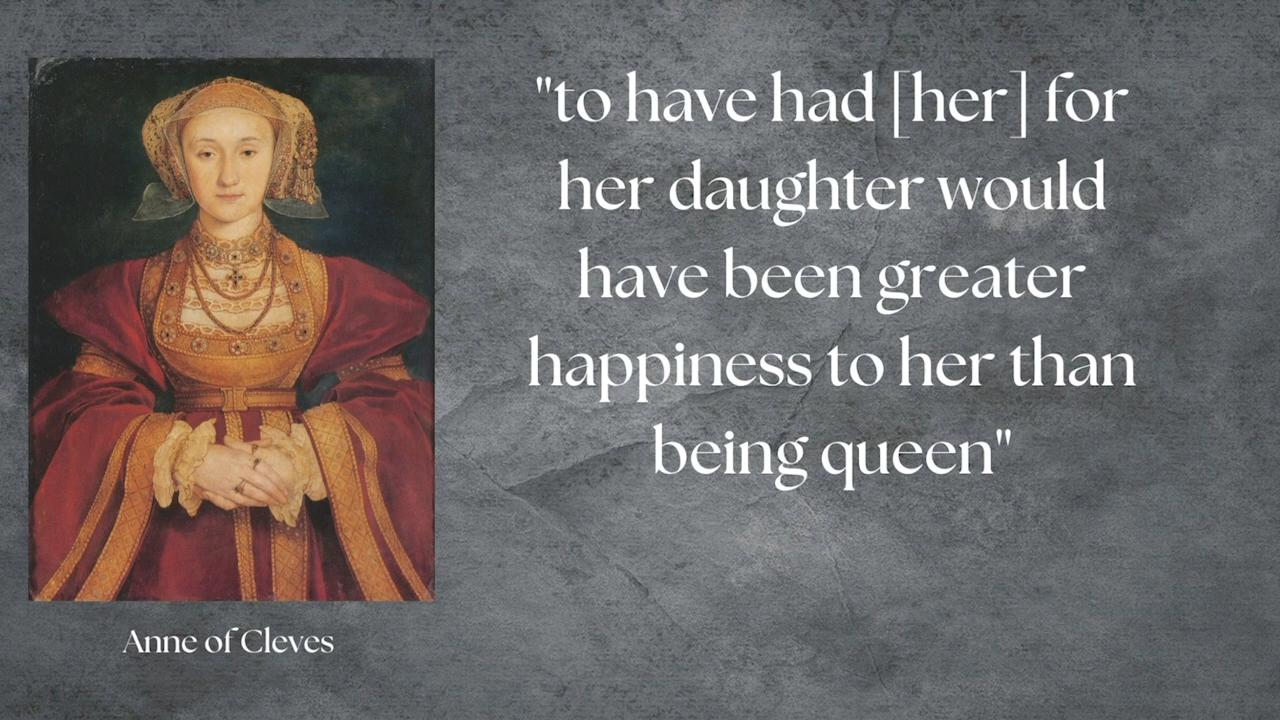 "to have had [her] for
her daughter would
have been greater
happiness to her than
being queen"
Anne of Cleves